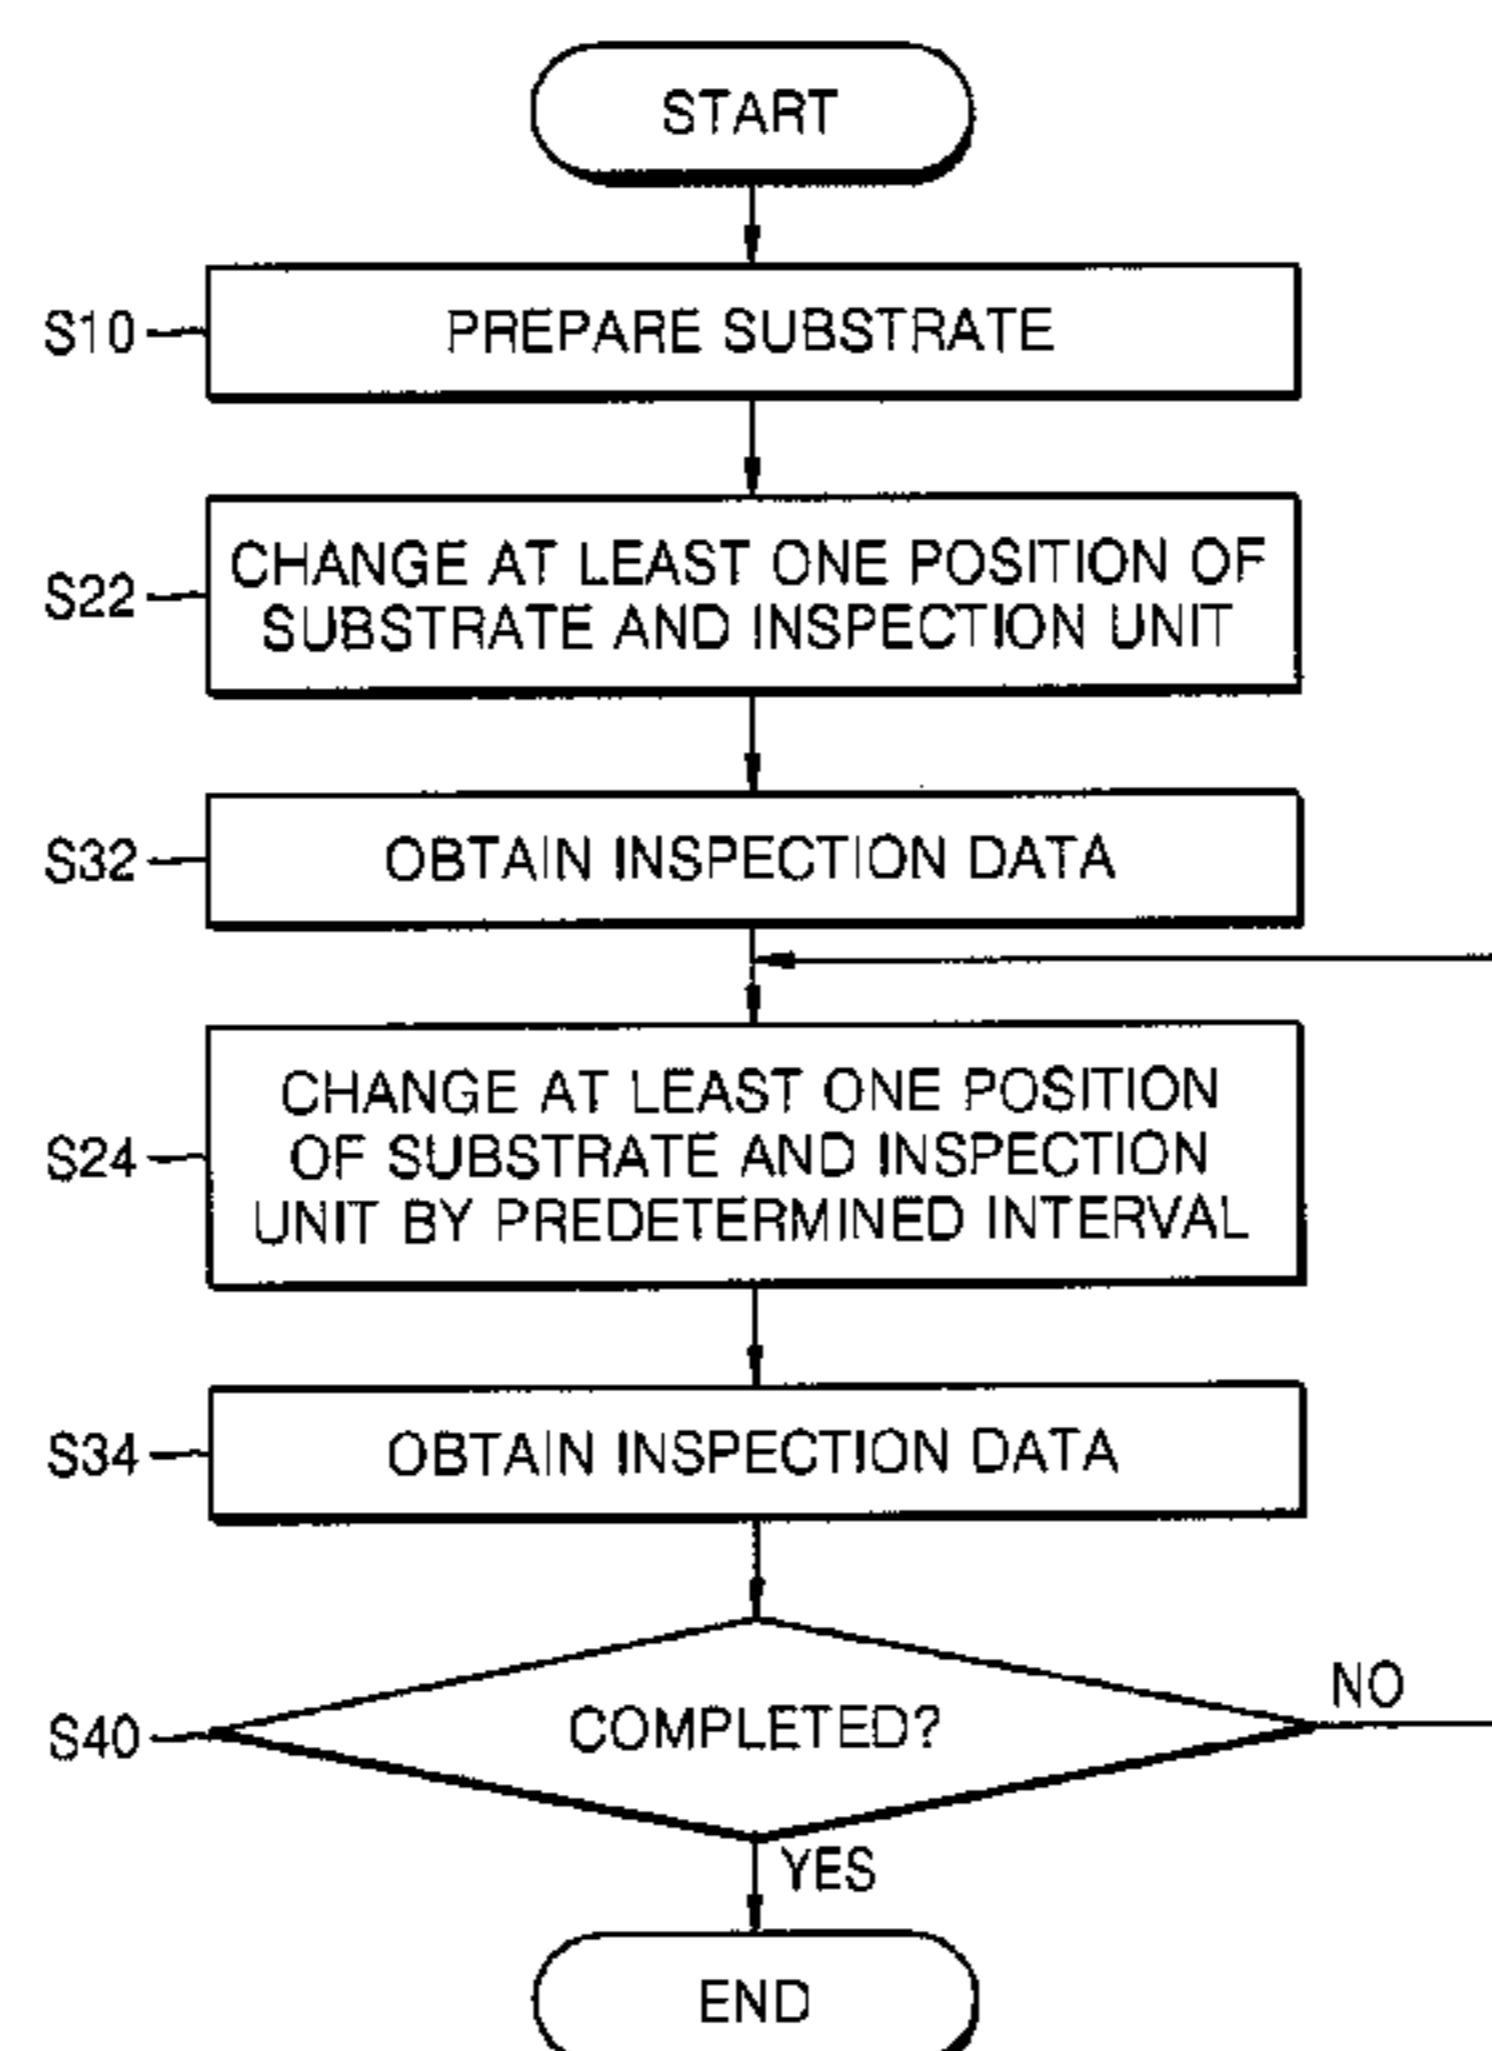 START
S10
PREPARE SUBSTRATE
S22
CHANGE AT LEAST ONE POSITION OF
SUBSTRATE AND INSPECTION UNIT
S32
OBTAIN INSPECTION DATA
S24
CHANGE AT LEAST ONE POSITION
OF SUBSTRATE AND INSPECTION
UNIT BY PREDETERMINED INTERVAL
S34
OBTAIN INSPECTION DATA
S40
COMPLETED?
NO
YES
END